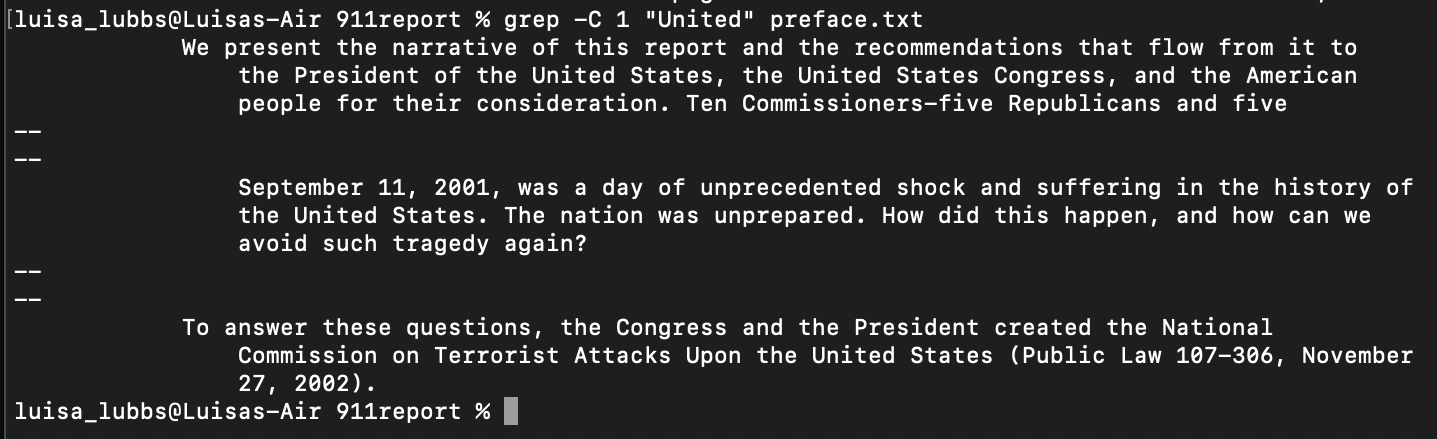 [luisa_lubbs@Luisas-Air 911report % grep -C 1 "United" preface.txt
We present the narrative of this report and the recommendations that flow from it to
the President of the United States, the United States Congress, and the American
people for their consideration. Ten Commissioners-five Republicans and five
--
--
September 11, 2001, was a day of unprecedented shock and suffering in the history of
the United States. The nation was unprepared. How did this happen, and how can we
avoid such tragedy again?
--
--
To answer these questions, the Congress and the President created the National
Commission on Terrorist Attacks Upon the United States (Public Law 107-306, November
27, 2002).
luisa_lubbs@Luisas-Air 911report %